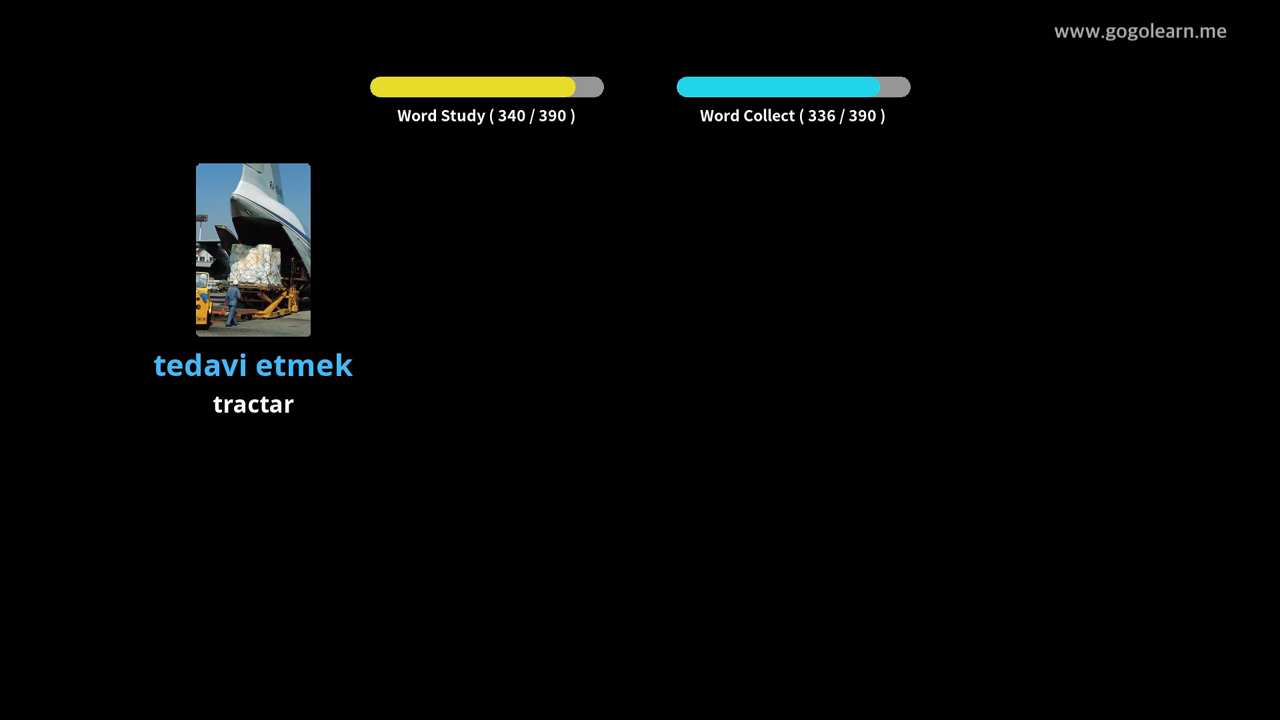 www.gogolearn.me
Word Study ( 340 / 390 )
Word Collect ( 336 / 390 )
tedavi etmek
tractar